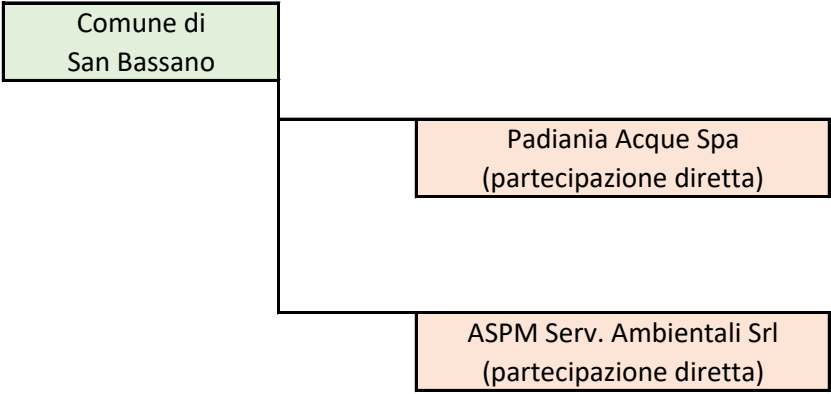 Comune di
San Bassano
Padiania Acque Spa
(partecipazione diretta)
ASPM Serv. Ambientali Srl
(partecipazione diretta)